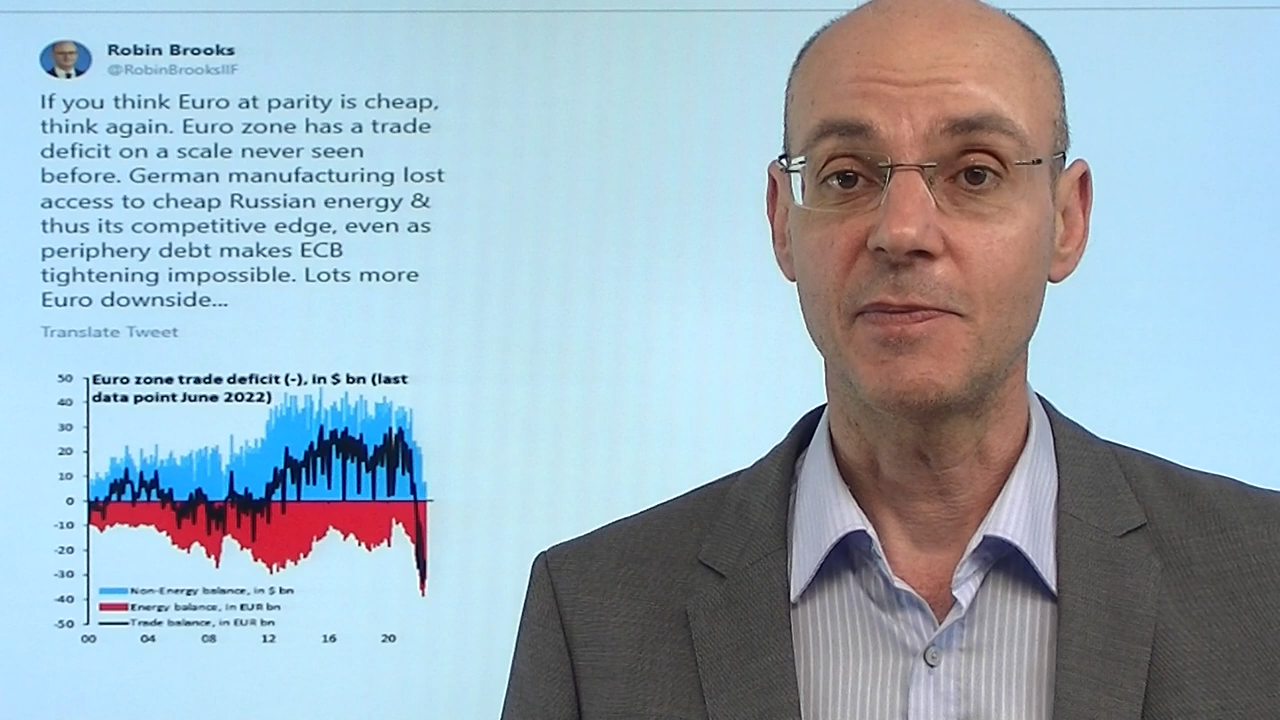 Robin Brooks
@RobinBrooksIIF
If you think Euro at parity is cheap,
think again. Euro zone has a trade
deficit on a scale never seen
before. German manufacturing lost
access to cheap Russian energy &
thus its competitive edge, even as
periphery debt makes ECB
tightening impossible. Lots more
Euro downside...
Translate Tweet
Euro zone trade deficit (-), in $ bn (last
data point June 2022)
50
40
30
20
10
0
-10
-20
-30
-40
-50
Non-Energy balance, in $ bn
Energy balance, in EUR bn
Trade balance, in EUR bn
00 04 08 12 16 20